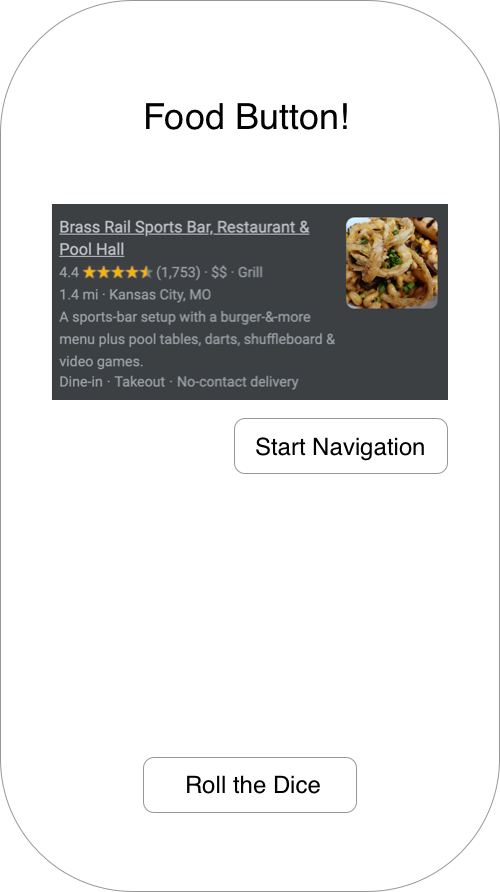 Food Button!
Brass Rail Sports Bar, Restaurant &
Pool Hall
4.4 ★★★★★ (1,753) · $$ · Grill
1.4 mi · Kansas City, MO
A sports-bar setup with a burger-&-more
menu plus pool tables, darts, shuffleboard &
video games.
Dine-in · Takeout · No-contact delivery
Start Navigation
Roll the Dice